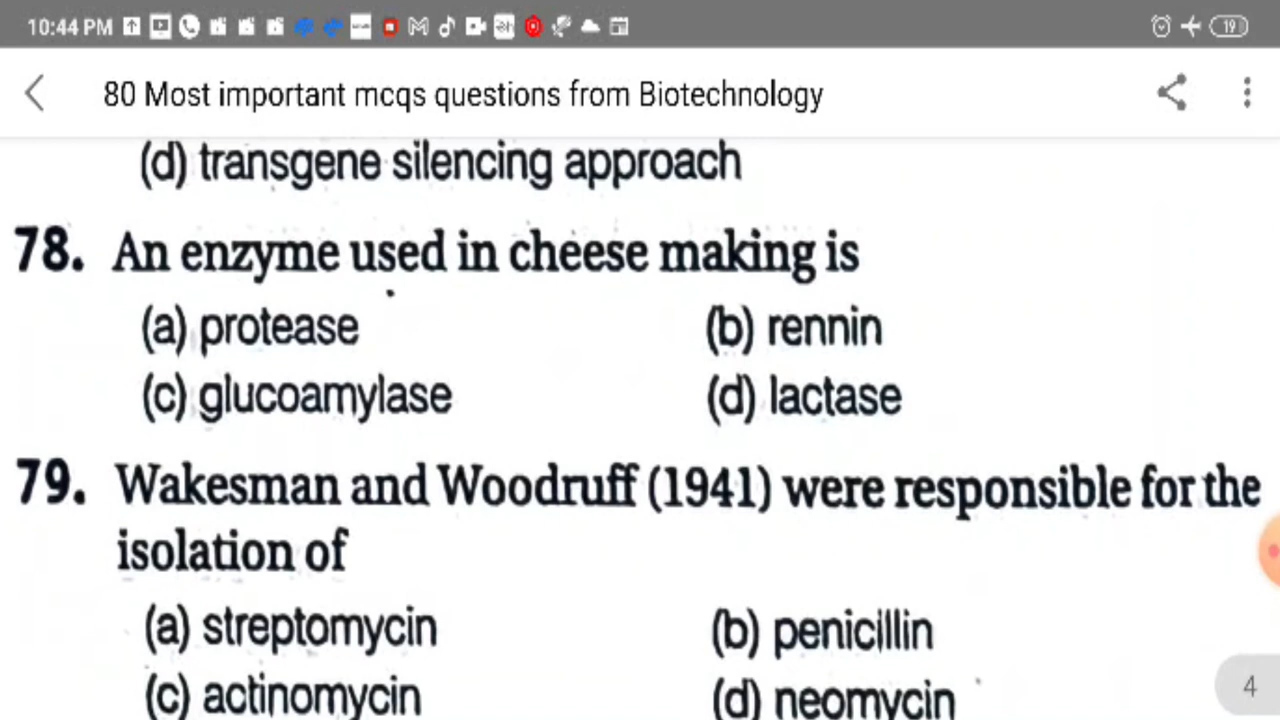 10:44 PM
19
80 Most important mcqs questions from Biotechnology
(d) transgene silencing approach
78. An enzyme used in cheese making is
(a) protease (b) rennin
(c) glucoamylase (d) lactase
79. Wakesman and Woodruff (1941) were responsible for the
isolation of
(a) streptomycin (b) penicillin
(c) actinomycin (d) neomycin
4